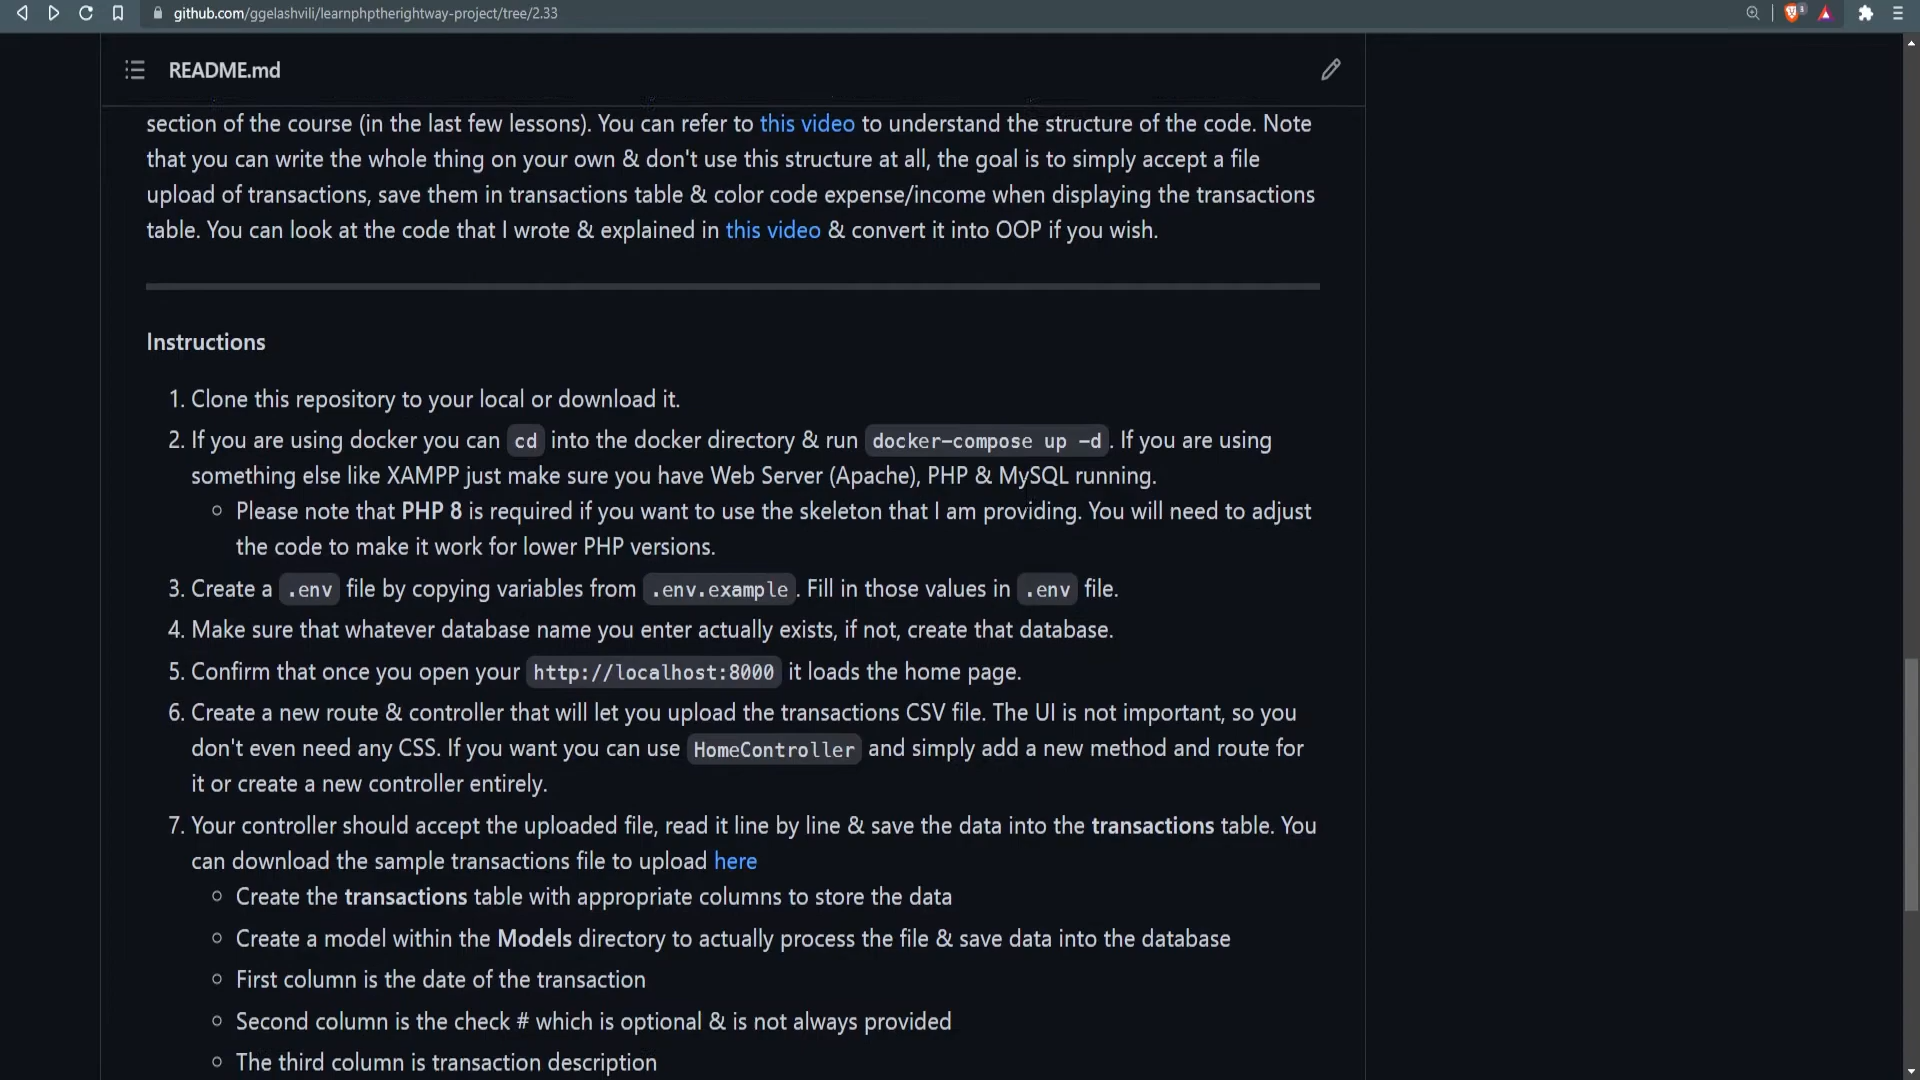 github.com/ggelashvili/learnphptherightway-project/tree/2.33
README.md
section of the course (in the last few lessons). You can refer to this video to understand the structure of the code. Note
that you can write the whole thing on your own & don't use this structure at all, the goal is to simply accept a file
upload of transactions, save them in transactions table & color code expense/income when displaying the transactions
table. You can look at the code that I wrote & explained in this video & convert it into OOP if you wish.
Instructions
1. Clone this repository to your local or download it.
2. If you are using docker you can cd into the docker directory & run docker-compose up -d. If you are using
something else like XAMPP just make sure you have Web Server (Apache), PHP & MySQL running.
◦ Please note that PHP 8 is required if you want to use the skeleton that I am providing. You will need to adjust
the code to make it work for lower PHP versions.
3. Create a .env file by copying variables from .env.example. Fill in those values in .env file.
4. Make sure that whatever database name you enter actually exists, if not, create that database.
5. Confirm that once you open your http://localhost:8000 it loads the home page.
6. Create a new route & controller that will let you upload the transactions CSV file. The UI is not important, so you
don't even need any CSS. If you want you can use HomeController and simply add a new method and route for
it or create a new controller entirely.
7. Your controller should accept the uploaded file, read it line by line & save the data into the transactions table. You
can download the sample transactions file to upload here
◦ Create the transactions table with appropriate columns to store the data
◦ Create a model within the Models directory to actually process the file & save data into the database
◦ First column is the date of the transaction
◦ Second column is the check # which is optional & is not always provided
◦ The third column is transaction description